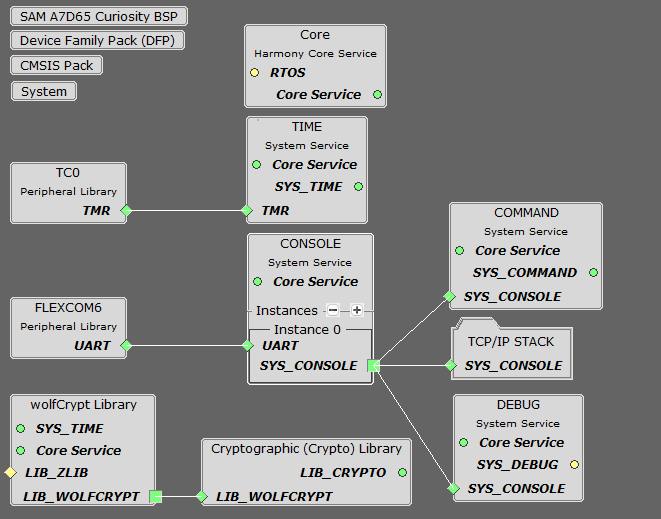 SAM A7D65 Curiosity BSP
Device Family Pack (DFP)
CMSIS Pack
System
Core
Harmony Core Service
RTOS
Core Service
TIME
System Service
Core Service
SYS_TIME
TMR
TC0
Peripheral Library
TMR
CONSOLE
System Service
Core Service
Instances
Instance 0
UART
SYS_CONSOLE
COMMAND
System Service
Core Service
SYS_COMMAND
SYS_CONSOLE
FLEXCOM6
Peripheral Library
UART
TCP/IP STACK
SYS_CONSOLE
wolfCrypt Library
SYS_TIME
Core Service
LIB_ZLIB
LIB_WOLFCRYPT
Cryptographic (Crypto) Library
LIB_CRYPTO
LIB_WOLFCRYPT
DEBUG
System Service
Core Service
SYS_DEBUG
SYS_CONSOLE